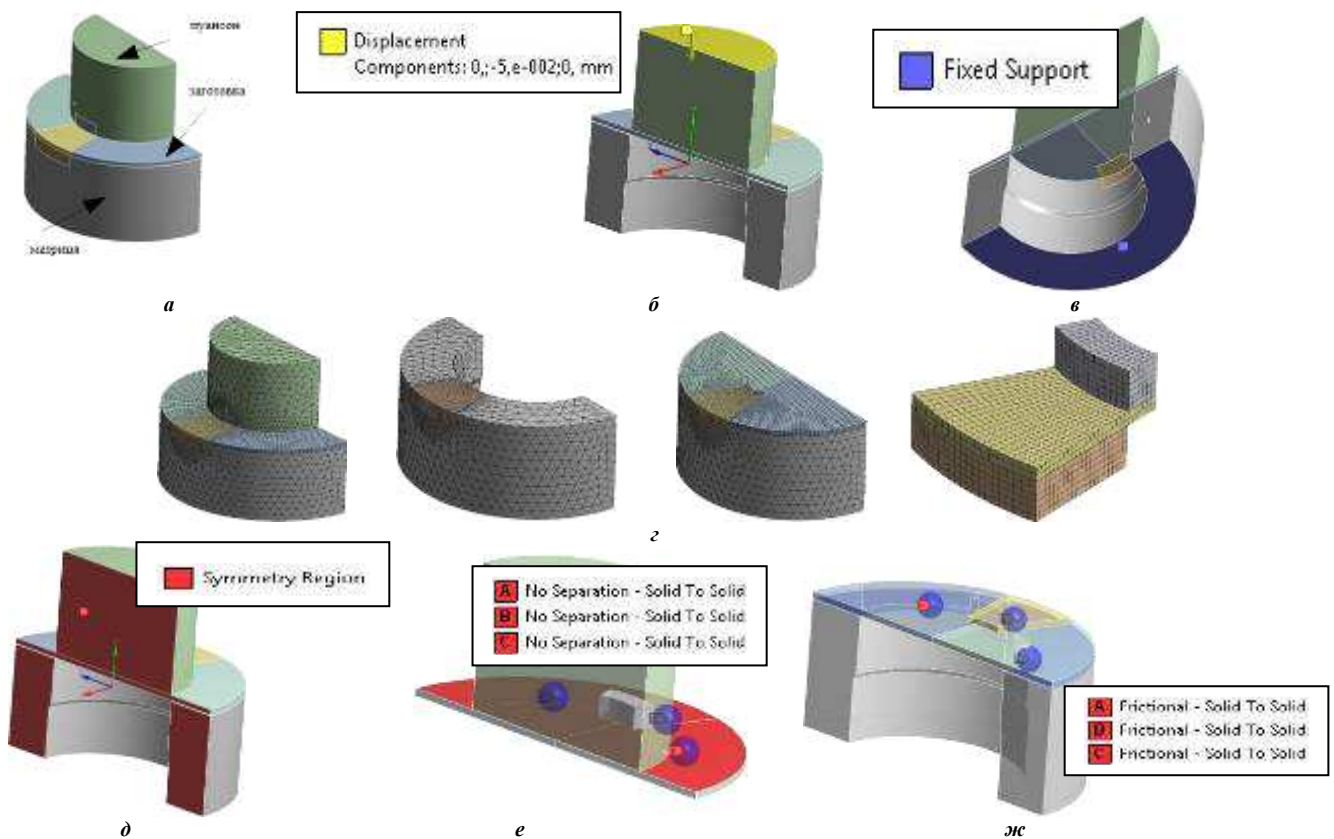 пуансон
заготовка
матрица
Displacement
Components: 0,;-5,e-002;0, mm
Fixed Support
а
б
в
г
Symmetry Region
A No Separation - Solid To Solid
B No Separation - Solid To Solid
C No Separation - Solid To Solid
A Frictional - Solid To Solid
Frictional - Solid To Solid
C Frictional - Solid To Solid
д
е
ж